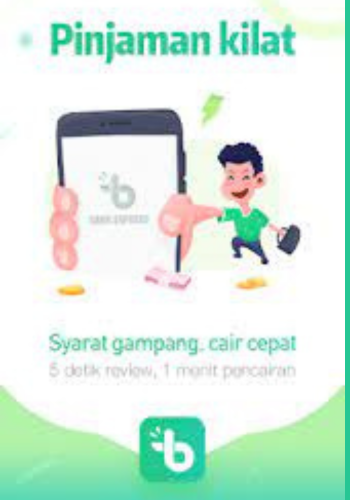 Pinjaman kilat
b
Syarat gampang, cair cepat
5 detik review, 1 menit pencairan
b